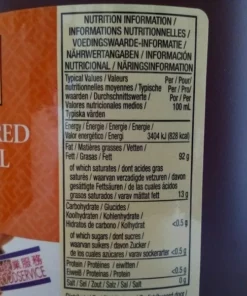 NUTRITION INFORMATION /
INFORMATIONS NUTRITIONNELLES /
VOEDINGSWAARDE-INFORMATIE /
NÄHRWERTANGABEN / INFORMACIÓN
NUTRICIONAL / NÄRINGSINFORMATION
Typical Values / Valeurs Per / Pour/
nutritionnelles moyennes / Typische Per / Pro/
waarden / Durchschnittswerte / Por / Per
Valores nutricionales medios / 100 mL
Typiska värden
Energy / Énergie / Energie / Energie /
Valor energético / Energi 3404 kJ (828 kcal)
Fat / Matières grasses / Vetten /
Fett / Grasas / Fett 92 g
of which saturates / dont acides gras
saturés / waarvan verzadigde vetzuren / davon
gesättigte Fettsäuren / de las cuales ácidos
grasos saturados / varav mättat fett 13 g
Carbohydrate / Glucides /
Koolhydraten / Kohlenhydrate /
Hidratos de carbono / Kolhydrat <0.5 g
of which sugars / dont sucres /
waarvan suikers / davon Zucker /
de los cuales azúcares / varav sockerarter <0.5 g
Protein / Protéines / eiwitten /
Eiweiß / Proteínas / Protein <0.5 g
Salt / Sel / Zout / Salz / Sal / Salt 0 g
RED
L